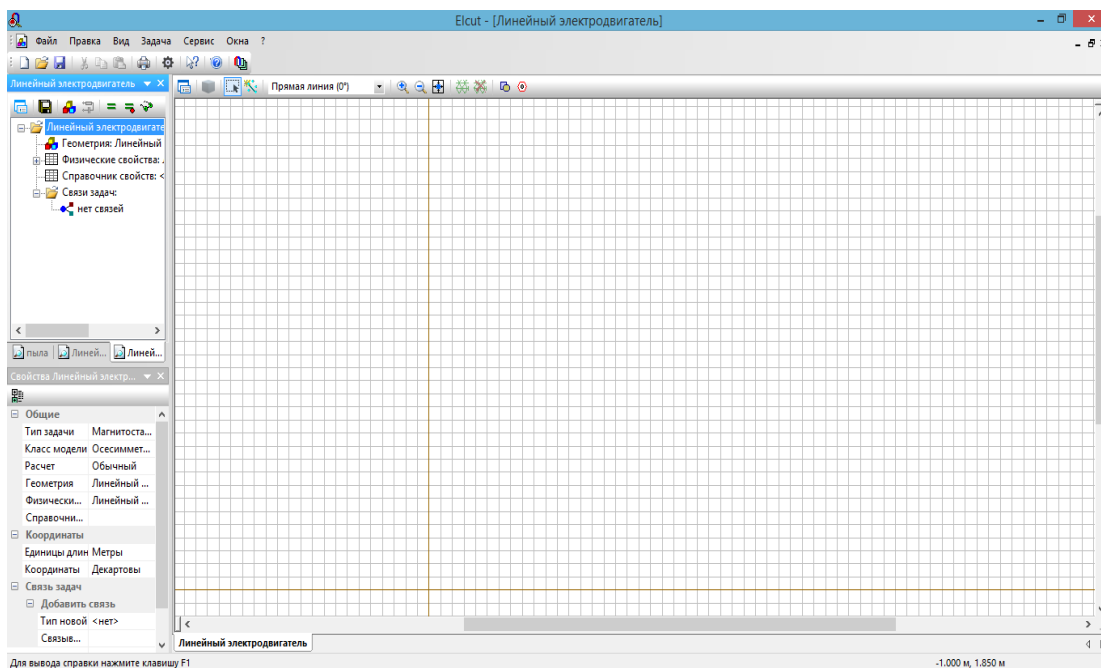 Elcut - [Линейный электродвигатель]
Файл Правка Вид Задача Сервис Окна ?
Линейный электродвигатель
Прямая линия (0°)
Линейный электродвигате
Геометрия: Линейный
Физические свойства:
Справочник свойств: <
Связи задач:
нет связей
пыла Линей... Линей...
Свойства Линейный электр...
Общие
Тип задачи Магнитоста...
Класс модели Осесиммет...
Расчет Обычный
Геометрия Линейный ...
Физически... Линейный ...
Справочни...
Координаты
Единицы длин Метры
Координаты Декартовы
Связь задач
Добавить связь
Тип новой <нет>
Связыв...
Линейный электродвигатель
Для вывода справки нажмите клавишу F1
-1.000 м, 1.850 м